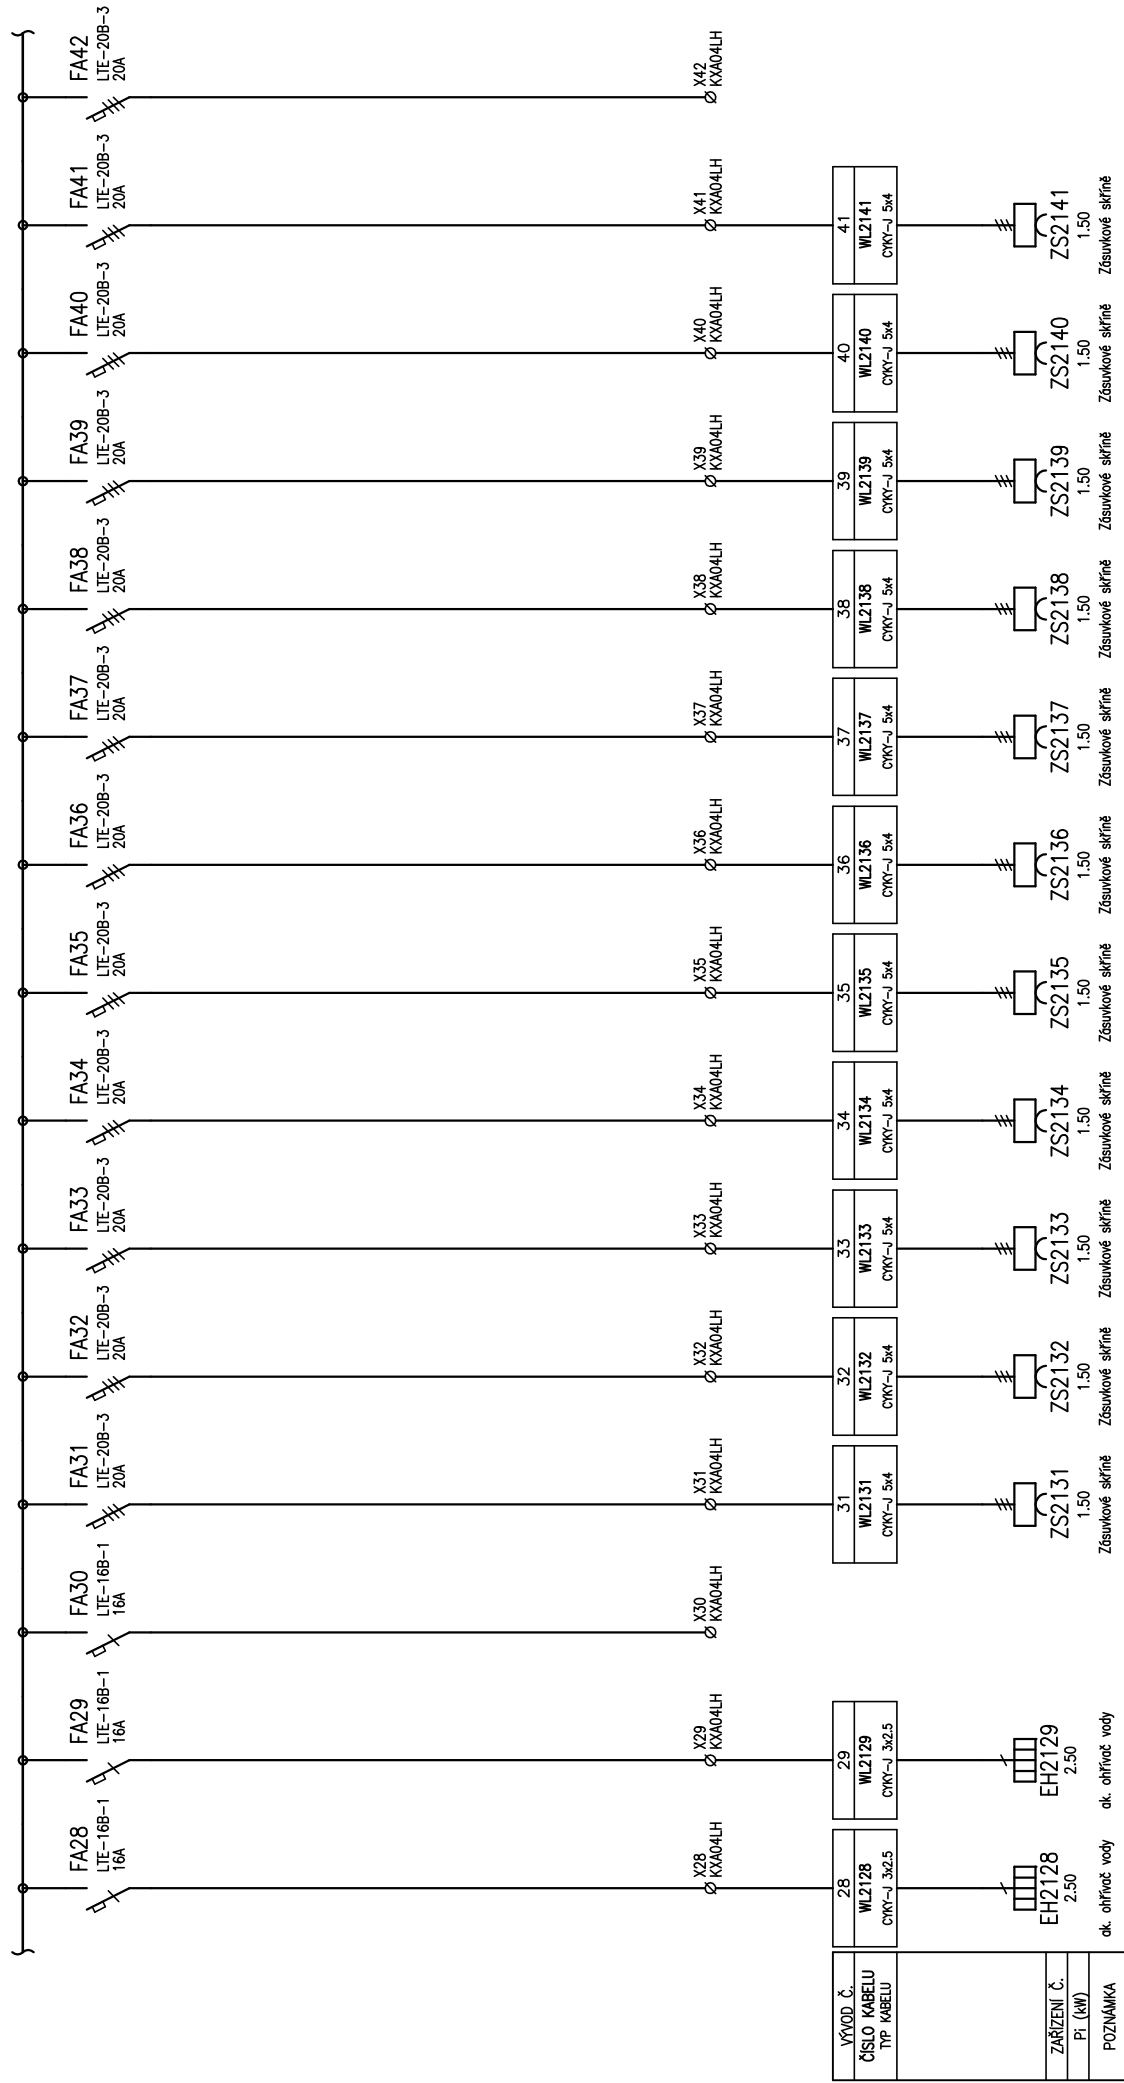 FA28
LTE-16B-1
16A
FA29
LTE-16B-1
16A
FA30
LTE-16B-1
16A
FA31
LTE-20B-3
20A
FA32
LTE-20B-3
20A
FA33
LTE-20B-3
20A
FA34
LTE-20B-3
20A
FA35
LTE-20B-3
20A
FA36
LTE-20B-3
20A
FA37
LTE-20B-3
20A
FA38
LTE-20B-3
20A
FA39
LTE-20B-3
20A
FA40
LTE-20B-3
20A
FA41
LTE-20B-3
20A
FA42
LTE-20B-3
20A
X28
KXA04LH
X29
KXA04LH
X30
KXA04LH
X31
KXA04LH
X32
KXA04LH
X33
KXA04LH
X34
KXA04LH
X35
KXA04LH
X36
KXA04LH
X37
KXA04LH
X38
KXA04LH
X39
KXA04LH
X40
KXA04LH
X41
KXA04LH
X42
KXA04LH
VÝVOD Č. 28 29 31 32 33 34 35 36 37 38 39 40 41
ČÍSLO KABELU WL2128 WL2129 WL2131 WL2132 WL2133 WL2134 WL2135 WL2136 WL2137 WL2138 WL2139 WL2140 WL2141
TYP KABELU CYKY-J 3x2.5 CYKY-J 3x2.5 CYKY-J 5x4 CYKY-J 5x4 CYKY-J 5x4 CYKY-J 5x4 CYKY-J 5x4 CYKY-J 5x4 CYKY-J 5x4 CYKY-J 5x4 CYKY-J 5x4 CYKY-J 5x4 CYKY-J 5x4
ZAŘÍZENÍ Č. EH2128 EH2129 ZS2131 ZS2132 ZS2133 ZS2134 ZS2135 ZS2136 ZS2137 ZS2138 ZS2139 ZS2140 ZS2141
Pi (kW) 2.50 2.50 1.50 1.50 1.50 1.50 1.50 1.50 1.50 1.50 1.50 1.50 1.50
POZNÁMKA ak. ohřívač vody ak. ohřívač vody Zásuvkové skříně Zásuvkové skříně Zásuvkové skříně Zásuvkové skříně Zásuvkové skříně Zásuvkové skříně Zásuvkové skříně Zásuvkové skříně Zásuvkové skříně Zásuvkové skříně Zásuvkové skříně